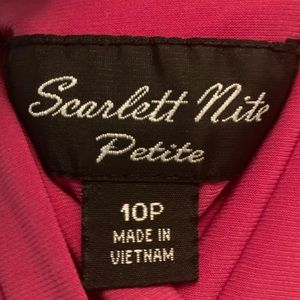 Scarlett Nite
Petite
10P
MADE IN
VIETNAM